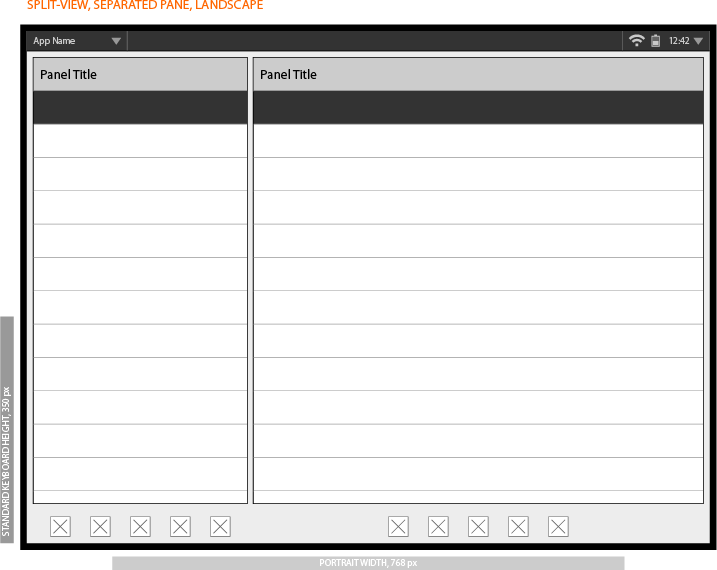 SPLIT-VIEW, SEPARATED PANE, LANDSCAPE
App Name
12:42
Panel Title
Panel Title
STANDARD KEYBOARD HEIGHT, 350 px
PORTRAIT WIDTH, 768 px